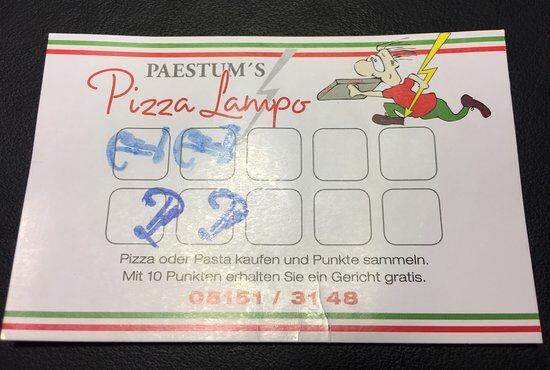 PAESTUM´S
Pizza Lampo
Pizza oder Pasta kaufen und Punkte sammeln.
Mit 10 Punkten erhalten Sie ein Gericht gratis.
08151 / 31 48